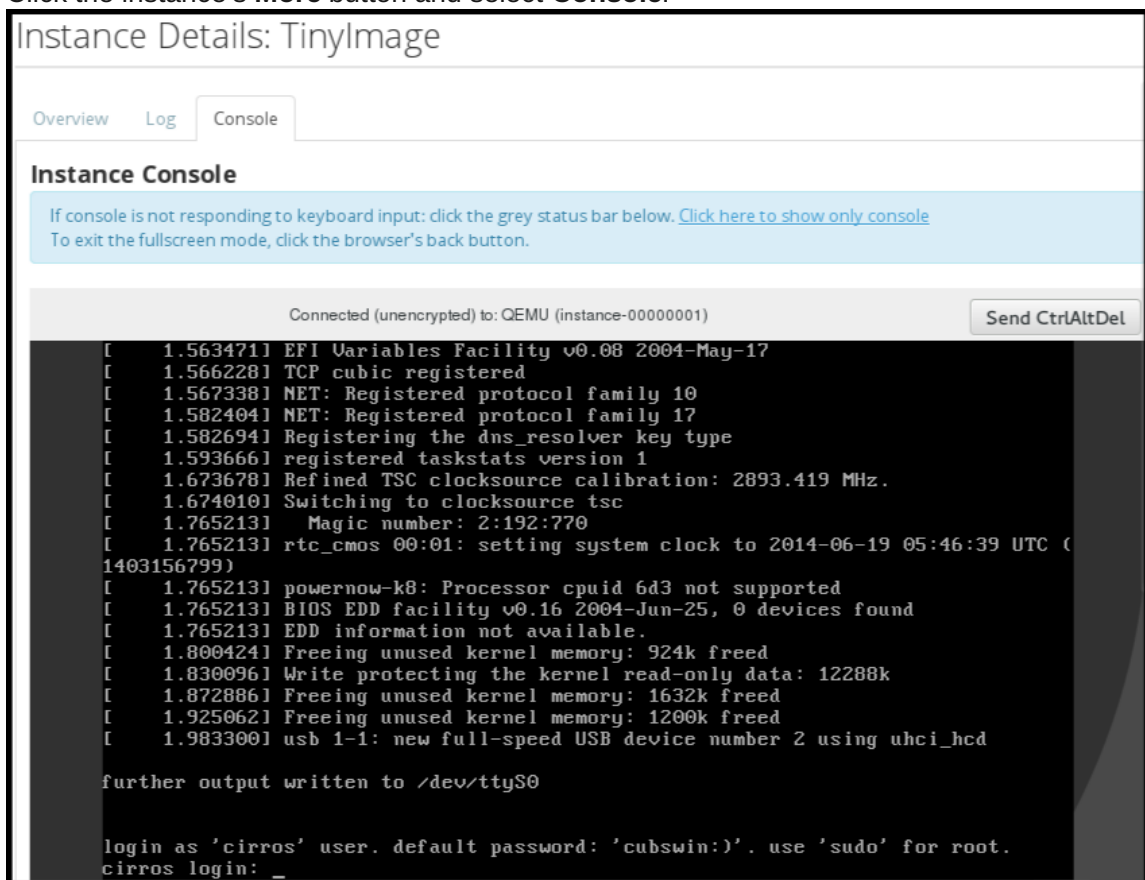 Click the instance's More button and select Console.
Instance Details: TinyImage
Overview Log Console
Instance Console
If console is not responding to keyboard input: click the grey status bar below. Click here to show only console
To exit the fullscreen mode, click the browser's back button.
Connected (unencrypted) to: QEMU (instance-00000001)
Send CtrlAltDel
[    1.563471] EFI Variables Facility v0.08 2004-May-17
[    1.566228] TCP cubic registered
[    1.567338] NET: Registered protocol family 10
[    1.582404] NET: Registered protocol family 17
[    1.582694] Registering the dns_resolver key type
[    1.593666] registered taskstats version 1
[    1.673678] Refined TSC clocksource calibration: 2893.419 MHz.
[    1.674010] Switching to clocksource tsc
[    1.765213]   Magic number: 2:192:770
[    1.765213] rtc_cmos 00:01: setting system clock to 2014-06-19 05:46:39 UTC (
1403156799)
[    1.765213] powernow-k8: Processor cpuid 6d3 not supported
[    1.765213] BIOS EDD facility v0.16 2004-Jun-25, 0 devices found
[    1.765213] EDD information not available.
[    1.800424] Freeing unused kernel memory: 924k freed
[    1.830096] Write protecting the kernel read-only data: 12288k
[    1.872886] Freeing unused kernel memory: 1632k freed
[    1.925062] Freeing unused kernel memory: 1200k freed
[    1.983300] usb 1-1: new full-speed USB device number 2 using uhci_hcd
further output written to /dev/ttyS0
login as 'cirros' user. default password: 'cubswin:)'. use 'sudo' for root.
cirros login: _